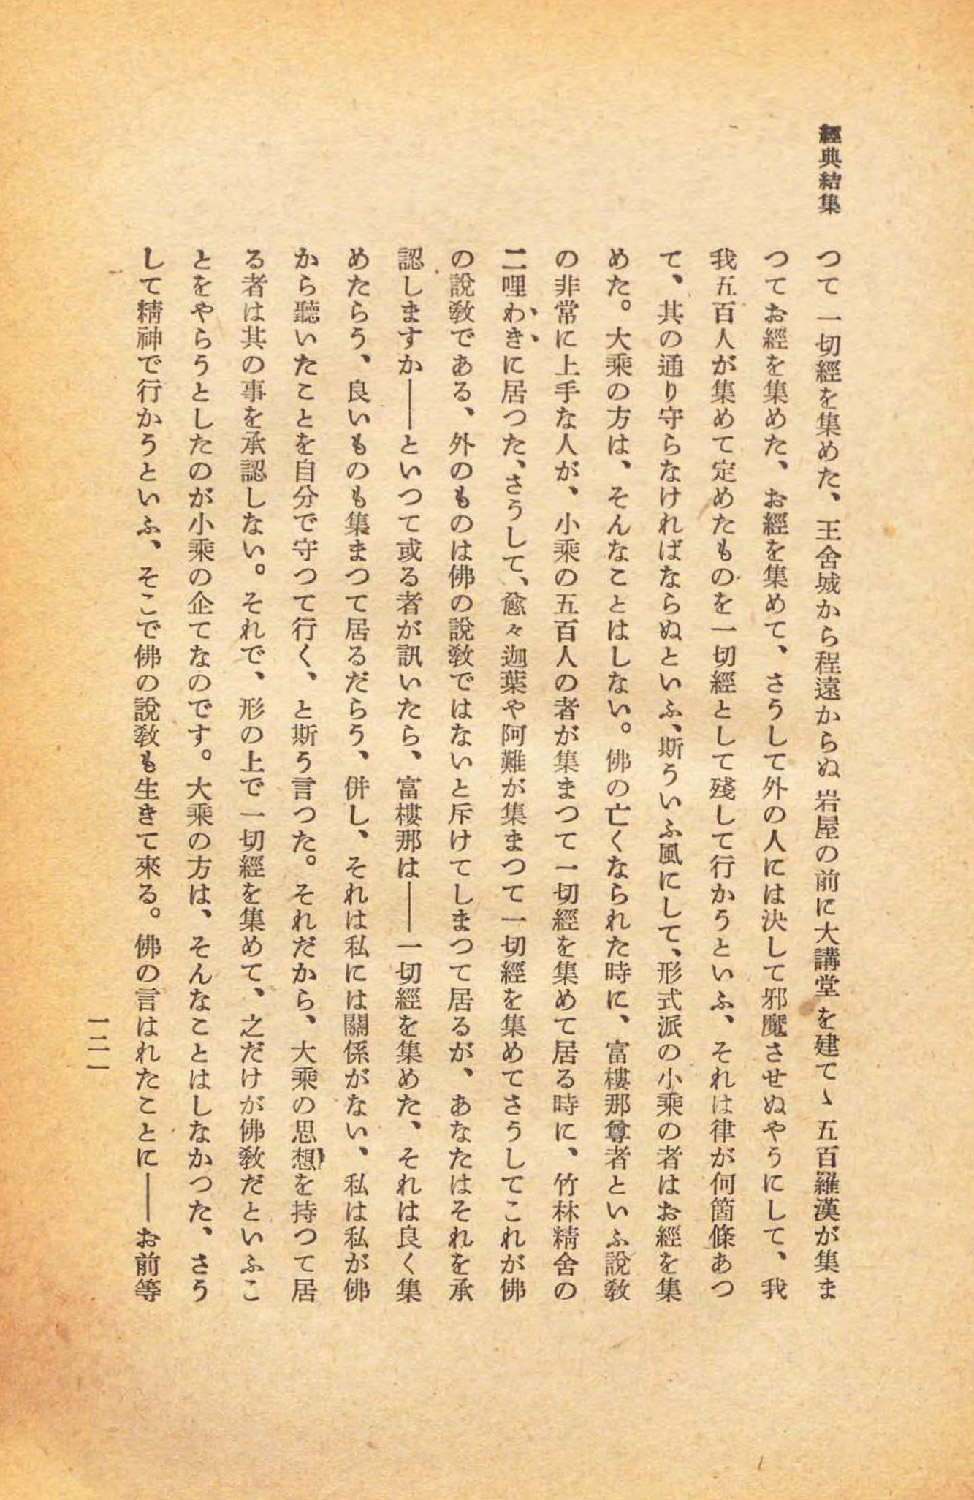 經典結集
つて一切經を集めた、王舍城から程遠からぬ岩屋の前に大講堂を建てゝ五百羅漢が集ま
つてお經を集めた、お經を集めて、さうして外の人には決して邪魔させぬやうにして、我
我五百人が集めて定めたものを一切經として殘して行かうといふ、それは律が何箇條あつ
て、其の通り守らなければならぬといふ、斯ういふ風にして、形式派の小乘の者はお經を集
めた。大乘の方は、そんなことはしない。佛の亡くなられた時に、富樓那尊者といふ說敎
の非常に上手な人が、小乘の五百人の者が集まつて一切經を集めて居る時に、竹林精舍の
二哩わきに居つた、さうして、愈々迦葉や阿難が集まつて一切經を集めてさうしてこれが佛
の說敎である、外のものは佛の說敎ではないと斥けてしまつて居るが、あなたはそれを承
認しますか――といつて或る者が訊いたら、富樓那は――一切經を集めた、それは良く集
めたらう、良いものも集まつて居るだらう、併し、それは私には關係がない、私は私が佛
から聽いたことを自分で守つて行く、と斯う言つた。それだから、大乘の思想を持つて居
る者は其の事を承認しない。それで、形の上で一切經を集めて、之だけが佛敎だといふこ
とをやらうとしたのが小乘の企てなのです。大乘の方は、そんなことはしなかつた、さう
して精神で行かうといふ、そこで佛の說敎も生きて來る。佛の言はれたことに――お前等
一二一